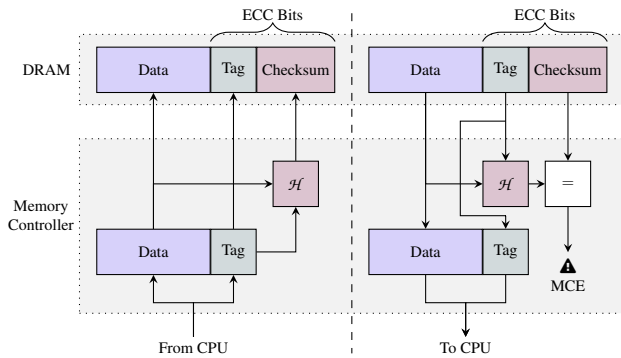 ECC Bits
ECC Bits
DRAM
Data
Tag
Checksum
Data
Tag
Checksum
ℋ
ℋ
=
Memory
Controller
Data
Tag
Data
Tag
MCE
From CPU
To CPU